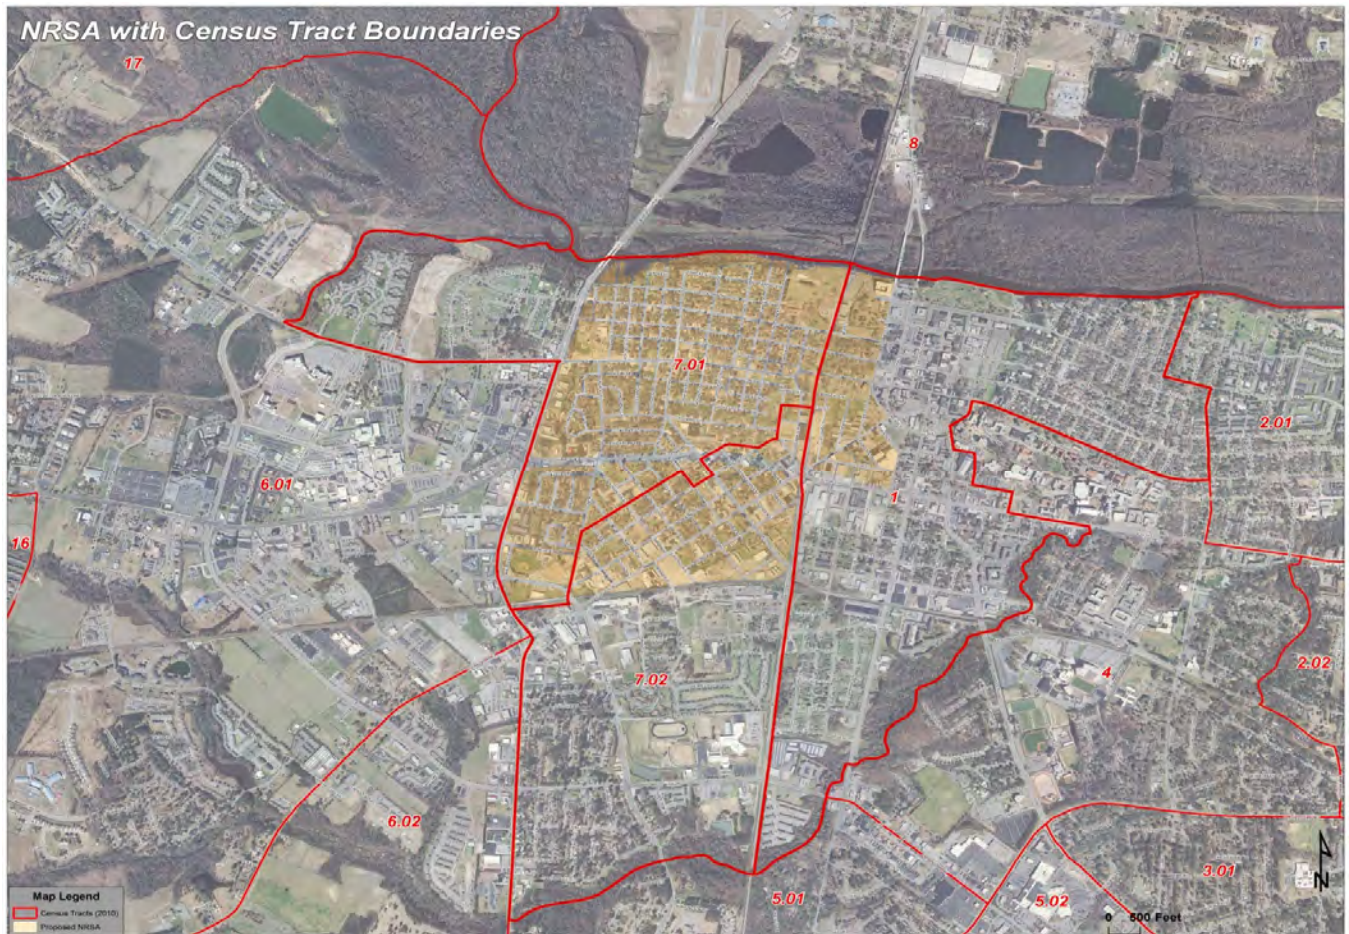 NRSA with Census Tract Boundaries
17
8
7.01
2.01
6.01
1
16
2.02
4
7.02
6.02
3.01
5.01
5.02
Map Legend
Census Tracts (2010)
Proposed NRSA
0 500 Feet
N